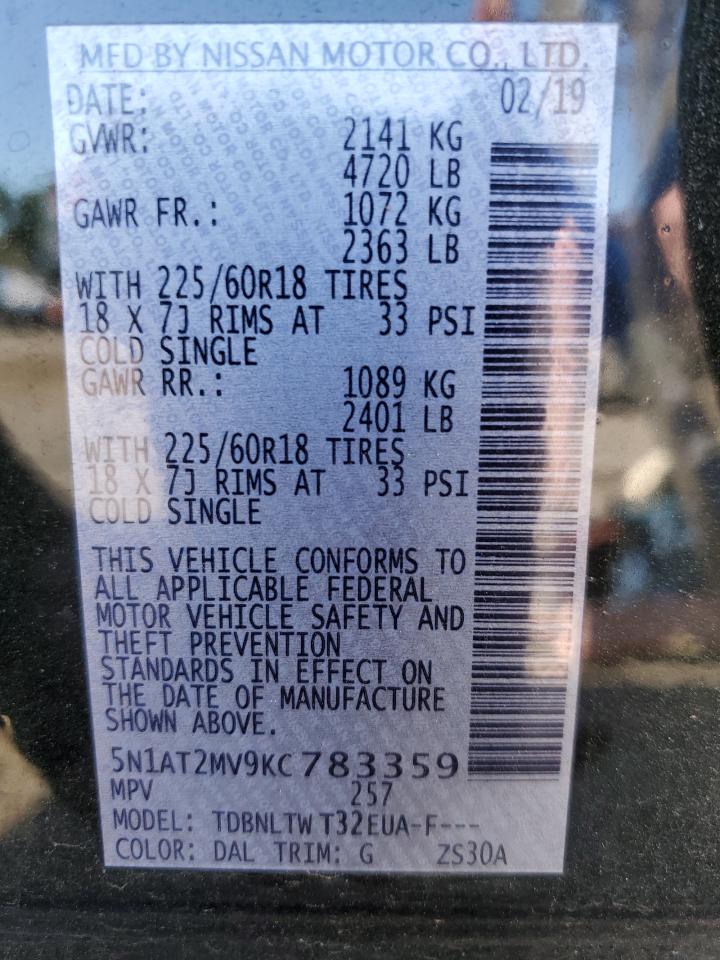 MFD BY NISSAN MOTOR CO., LTD.
DATE: 02/19
GVWR: 2141 KG
4720 LB
GAWR FR.: 1072 KG
2363 LB
WITH 225/60R18 TIRES
18 X 7J RIMS AT 33 PSI
COLD SINGLE
GAWR RR.: 1089 KG
2401 LB
WITH 225/60R18 TIRES
18 X 7J RIMS AT 33 PSI
COLD SINGLE
THIS VEHICLE CONFORMS TO
ALL APPLICABLE FEDERAL
MOTOR VEHICLE SAFETY AND
THEFT PREVENTION
STANDARDS IN EFFECT ON
THE DATE OF MANUFACTURE
SHOWN ABOVE.
5N1AT2MV9KC783359
MPV 257
MODEL: TDBNLTW T32EUA-F---
COLOR: DAL TRIM: G ZS30A